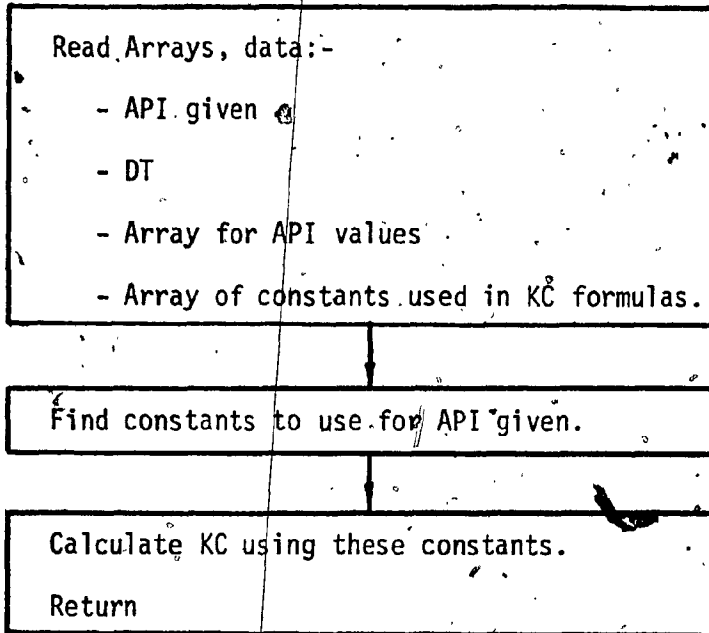 Read Arrays, data:-
- API given
- DT
- Array for API values
- Array of constants used in KC formulas.
Find constants to use for API given.
Calculate KC using these constants.
Return